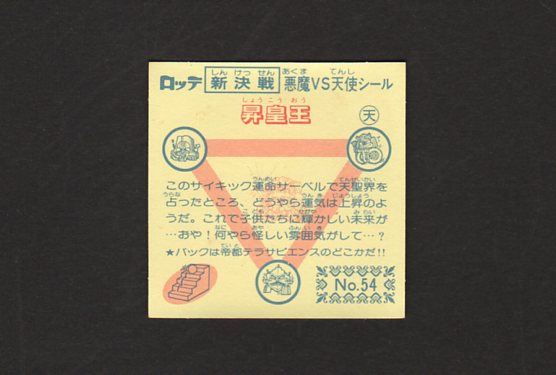 ロッテ 新決戦 悪魔VS天使シール
昇皇王
天
このサイキック運命サーベルで天聖界を
占ったところ、どうやら運気は上昇のよ
うだ。これで子供たちに輝かしい未来が
…おや!何やら怪しい雰囲気がして…?
★バックは帝都テラサピエンスのどこかだ!!
No.54